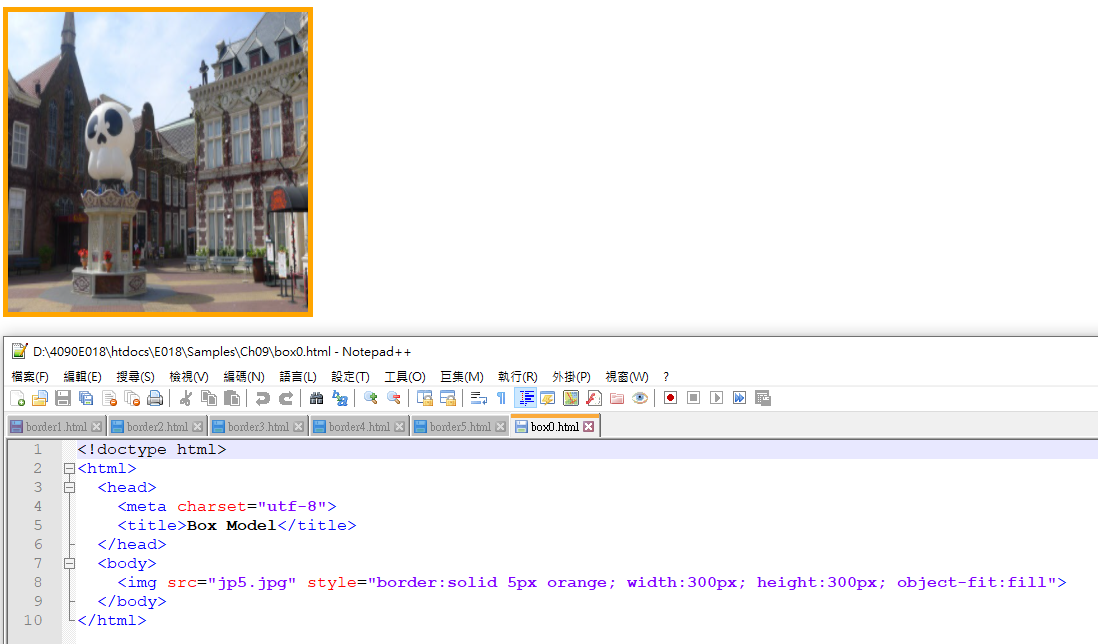 D:\4090E018\htdocs\E018\Samples\Ch09\box0.html - Notepad++
檔案(F) 編輯(E) 搜尋(S) 檢視(V) 編碼(N) 語言(L) 設定(T) 工具(O) 巨集(M) 執行(R) 外掛(P) 視窗(W) ?
border1.html border2.html border3.html border4.html border5.html box0.html
1 <!doctype html>
2 <html>
3 <head>
4 <meta charset="utf-8">
5 <title>Box Model</title>
6 </head>
7 <body>
8 <img src="jp5.jpg" style="border:solid 5px orange; width:300px; height:300px; object-fit:fill">
9 </body>
10 </html>